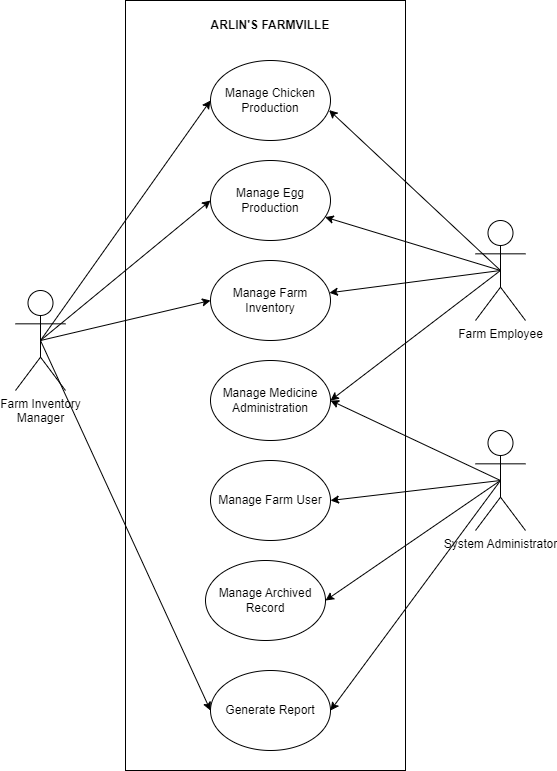 ARLIN'S FARMVILLE
Manage Chicken
Production
Manage Egg
Production
Manage Farm
Inventory
Farm Employee
Farm Inventory
Manager
Manage Medicine
Administration
Manage Farm User
System Administrator
Manage Archived
Record
Generate Report